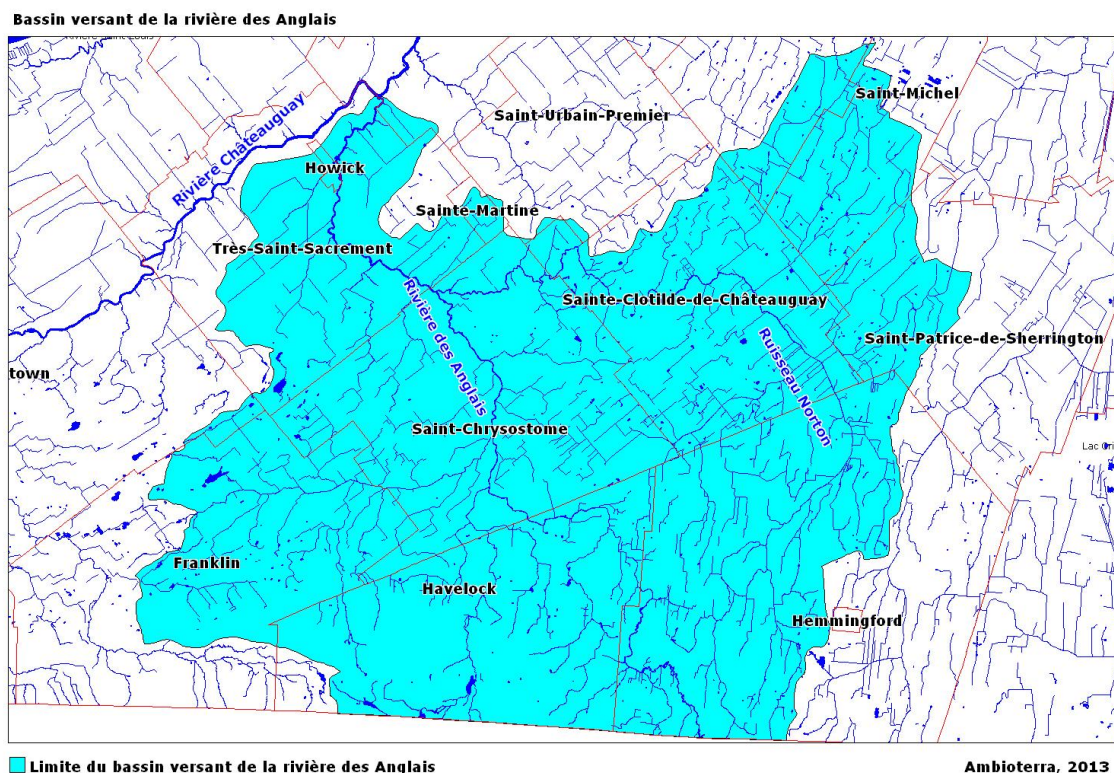 Bassin versant de la rivière des Anglais
Saint-Michel
Saint-Urbain-Premier
Rivière Châteauguay
Howick
Sainte-Martine
Très-Saint-Sacrement
Sainte-Clotilde-de-Châteauguay
Rivière des Anglais
Ruisseau Norton
Saint-Patrice-de-Sherrington
town
Saint-Chrysostome
Franklin
Havelock
Hemmingford
Limite du bassin versant de la rivière des Anglais
Ambioterra, 2013